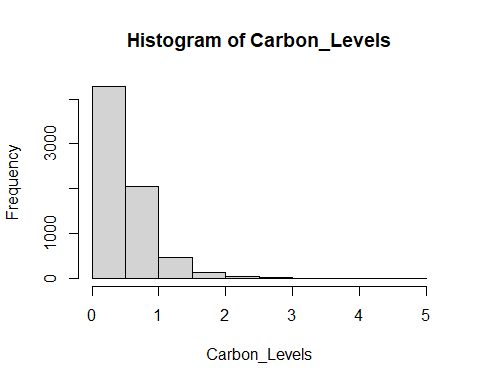 Histogram of Carbon_Levels
Frequency
3000
1000
0
0 1 2 3 4 5
Carbon_Levels